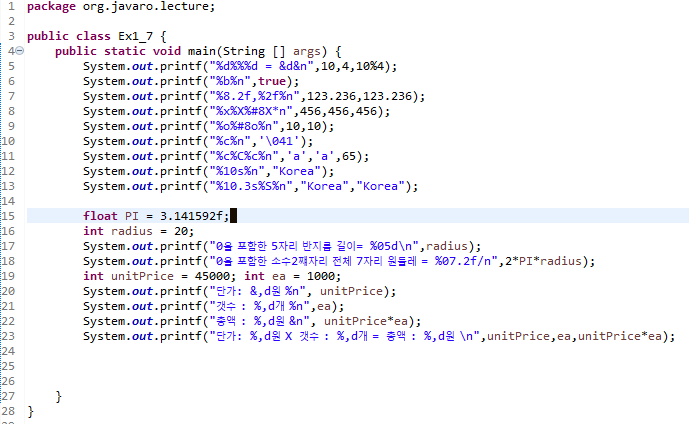 1 package org.javaro.lecture;
2
3 public class Ex1_7 {
4 public static void main(String [] args) {
5 System.out.printf("%d%%%d = &d&n",10,4,10%4);
6 System.out.printf("%b%n",true);
7 System.out.printf("%8.2f,%2f%n",123.236,123.236);
8 System.out.printf("%x%X%#8X*n",456,456,456);
9 System.out.printf("%o%#8o%n",10,10);
10 System.out.printf("%c%n",'\041');
11 System.out.printf("%c%C%c%n",'a','a',65);
12 System.out.printf("%10s%n","Korea");
13 System.out.printf("%10.3s%S%n","Korea","Korea");
14
15 float PI = 3.141592f;
16 int radius = 20;
17 System.out.printf("0을 포함한 5자리 반지름 길이= %05d\n",radius);
18 System.out.printf("0을 포함한 소수2째자리 전체 7자리 원둘레 = %07.2f/n",2*PI*radius);
19 int unitPrice = 45000; int ea = 1000;
20 System.out.printf("단가: &,d원 %n", unitPrice);
21 System.out.printf("갯수 : %,d개 %n",ea);
22 System.out.printf("총액 : %,d원 &n", unitPrice*ea);
23 System.out.printf("단가: %,d원 X 갯수 : %,d개 = 총액 : %,d원 \n",unitPrice,ea,unitPrice*ea);
24
25
26
27 }
28 }